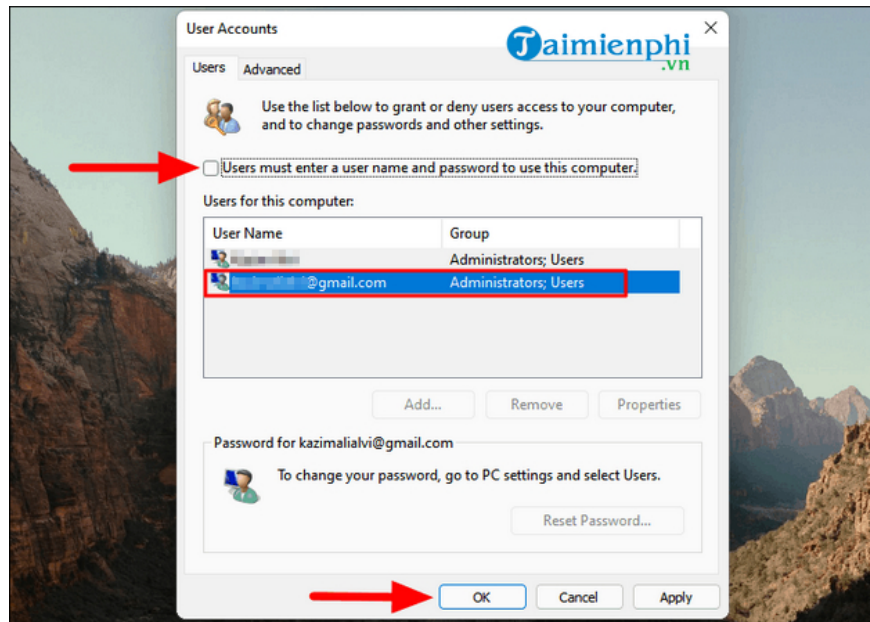 User Accounts
Taimienphi
.vn
Users
Advanced
Use the list below to grant or deny users access to your computer,
and to change passwords and other settings.
Users must enter a user name and password to use this computer.
Users for this computer:
User Name
Group
Administrators; Users
@gmail.com
Administrators; Users
Add...
Remove
Properties
Password for kazimalialvi@gmail.com
To change your password, go to PC settings and select Users.
Reset Password...
OK
Cancel
Apply